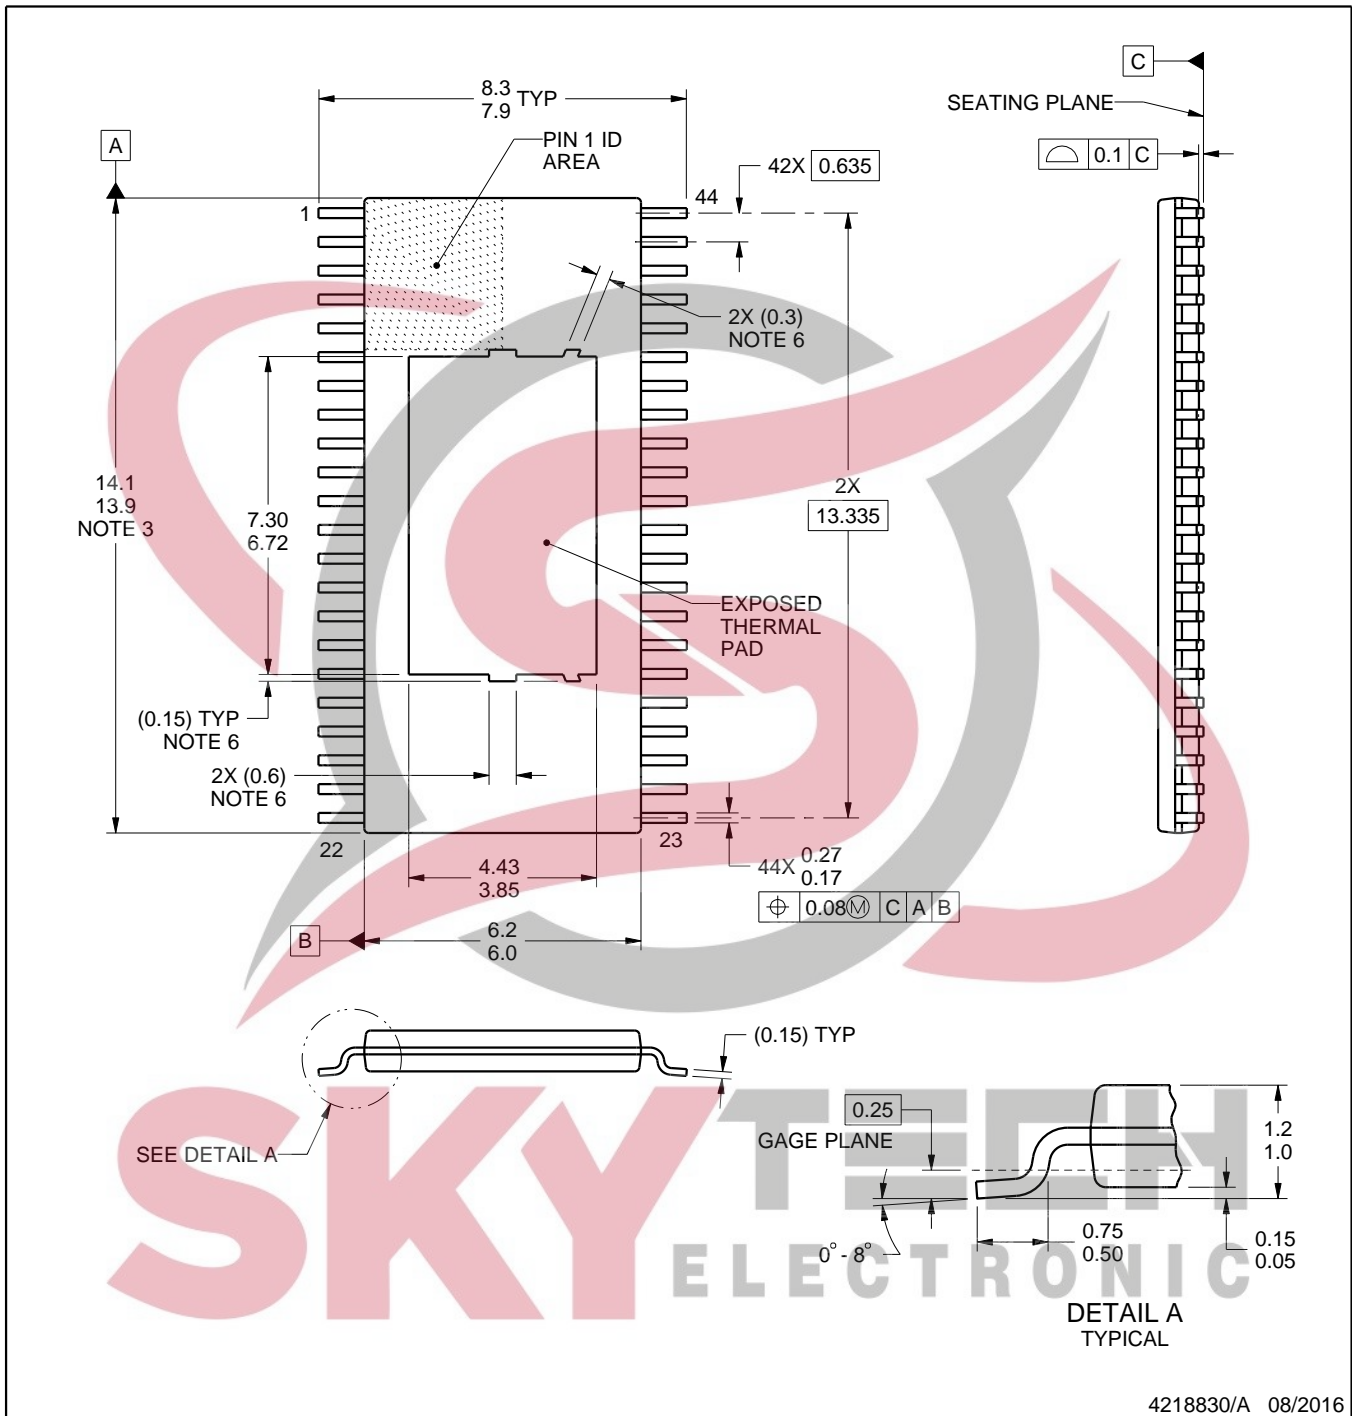 8.3
7.9 TYP
C
SEATING PLANE
A
PIN 1 ID
AREA
42X 0.635
0.1 C
1
44
2X (0.3)
NOTE 6
14.1
13.9
NOTE 3
7.30
6.72
2X
13.335
EXPOSED
THERMAL
PAD
(0.15) TYP
NOTE 6
2X (0.6)
NOTE 6
22
23
4.43
3.85
44X 0.27
0.17
⌖ 0.08Ⓜ C A B
B
6.2
6.0
(0.15) TYP
SEE DETAIL A
0.25
GAGE PLANE
1.2
1.0
0°-8°
0.75
0.50
0.15
0.05
DETAIL A
TYPICAL
SKYTECH
ELECTRONIC
4218830/A 08/2016